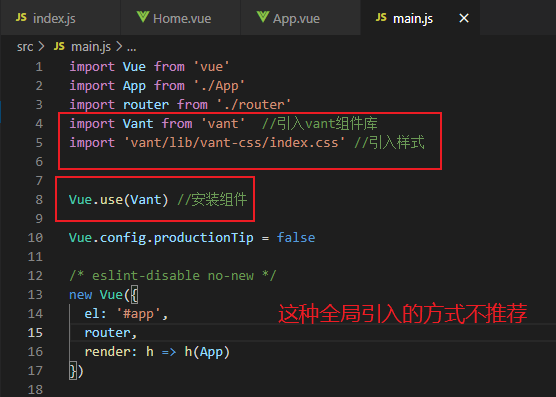 JS index.js
Home.vue
App.vue
JS main.js ×
src > JS main.js > ...
1 import Vue from 'vue'
2 import App from './App'
3 import router from './router'
4 import Vant from 'vant' //引入vant组件库
5 import 'vant/lib/vant-css/index.css' //引入样式
6
7
8 Vue.use(Vant) //安装组件
9
10 Vue.config.productionTip = false
11
12 /* eslint-disable no-new */
13 new Vue({
14 el: '#app', 这种全局引入的方式不推荐
15 router,
16 render: h => h(App)
17 })
18